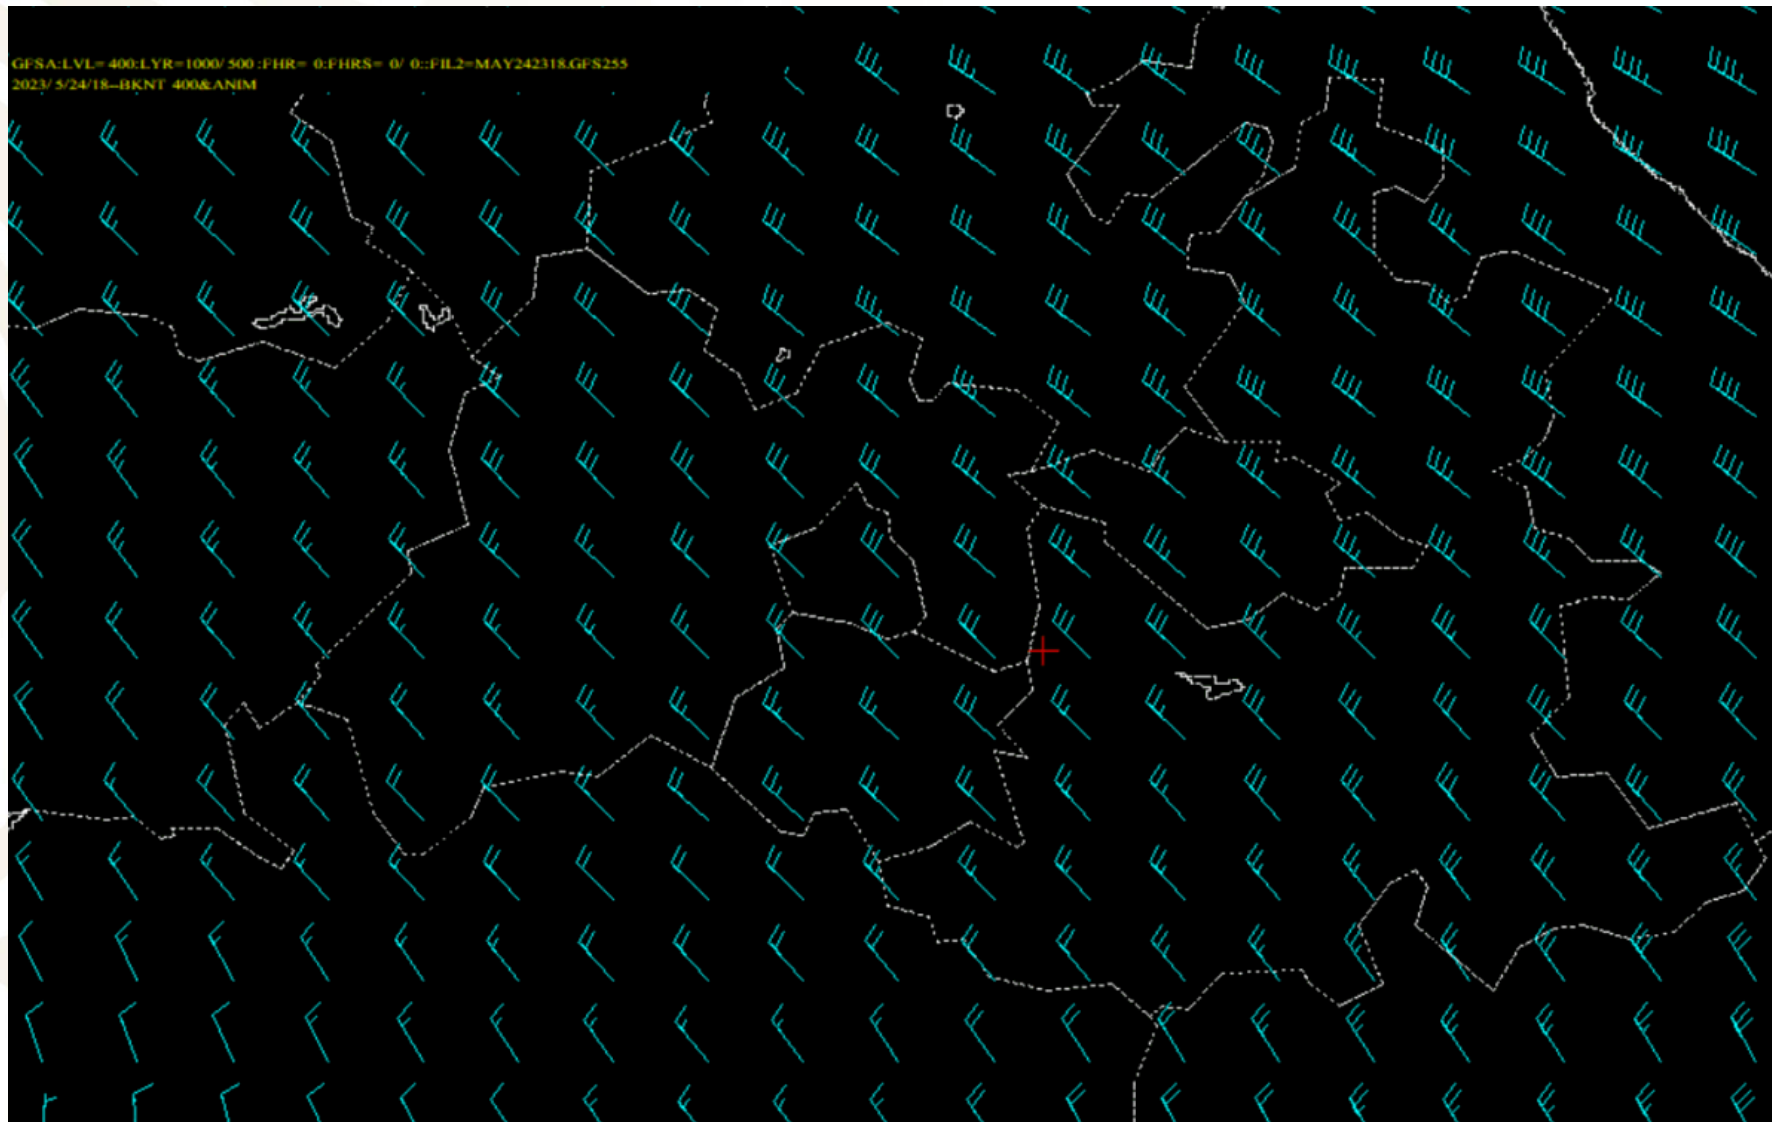 GFSA:LVL= 400:LYR=1000/ 500 :FHR= 0:FHRS= 0/ 0::FIL2=MAY242318.GFS255
2023/ 5/24/18--BKNT 400&ANIM